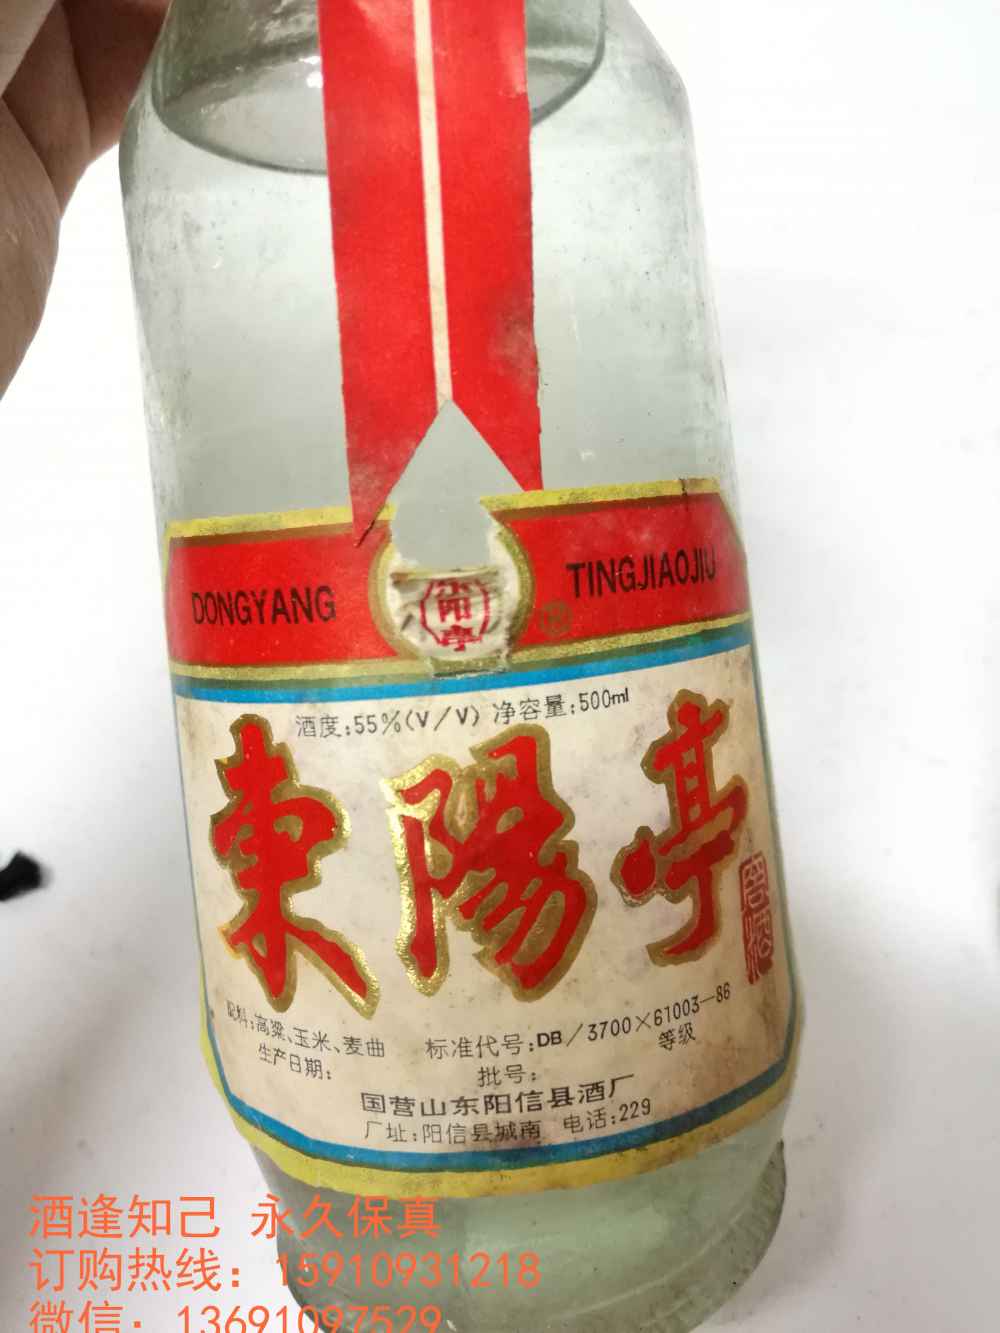 DONGYANG
TINGJIAOJIU
阳亭
®
酒度:55%(V/V) 净容量:500ml
東陽亭
窖酒
配料:高粱、玉米、麦曲
标准代号:DB/3700×61003—86
生产日期:
批号:
等级
国营山东阳信县酒厂
厂址:阳信县城南 电话:229
酒逢知己 永久保真
订购热线：15910931218
微信：13691097529